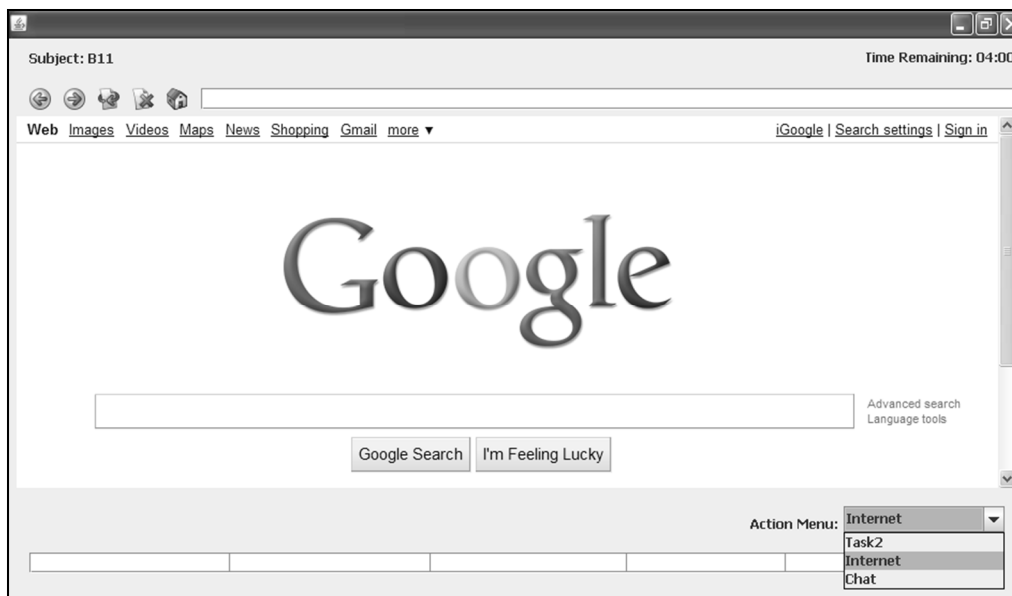 Subject: B11 Time Remaining: 04:00
Web Images Videos Maps News Shopping Gmail more ▼ iGoogle | Search settings | Sign in
Google
Advanced search
Language tools
Google Search I'm Feeling Lucky
Action Menu: Internet
Task2
Internet
Chat